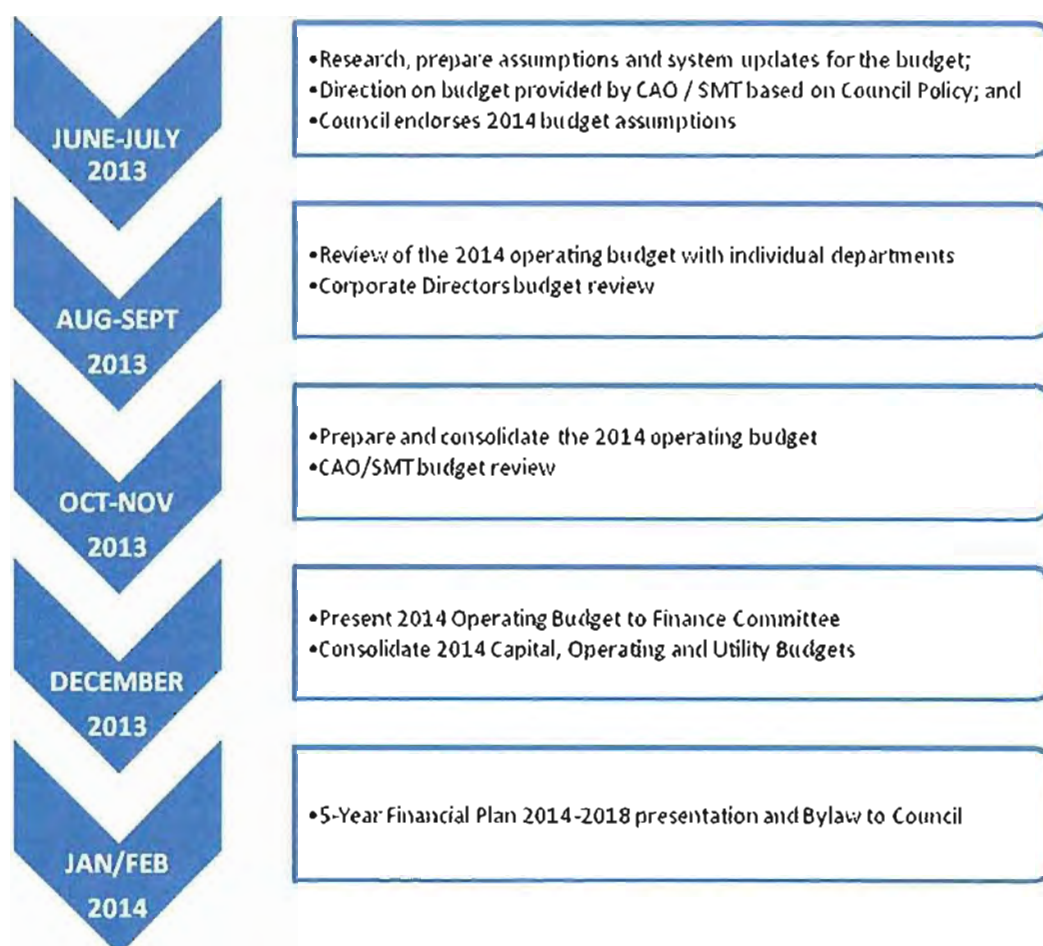 JUNE-JULY
2013
•Research, prepare assumptions and system updates for the budget;
•Direction on budget provided by CAO / SMT based on Council Policy; and
•Council endorses 2014 budget assumptions
AUG-SEPT
2013
•Review of the 2014 operating budget with individual departments
•Corporate Directors budget review
OCT-NOV
2013
•Prepare and consolidate the 2014 operating budget
•CAO/SMT budget review
DECEMBER
2013
•Present 2014 Operating Budget to Finance Committee
•Consolidate 2014 Capital, Operating and Utility Budgets
JAN/FEB
2014
•5-Year Financial Plan 2014-2018 presentation and Bylaw to Council